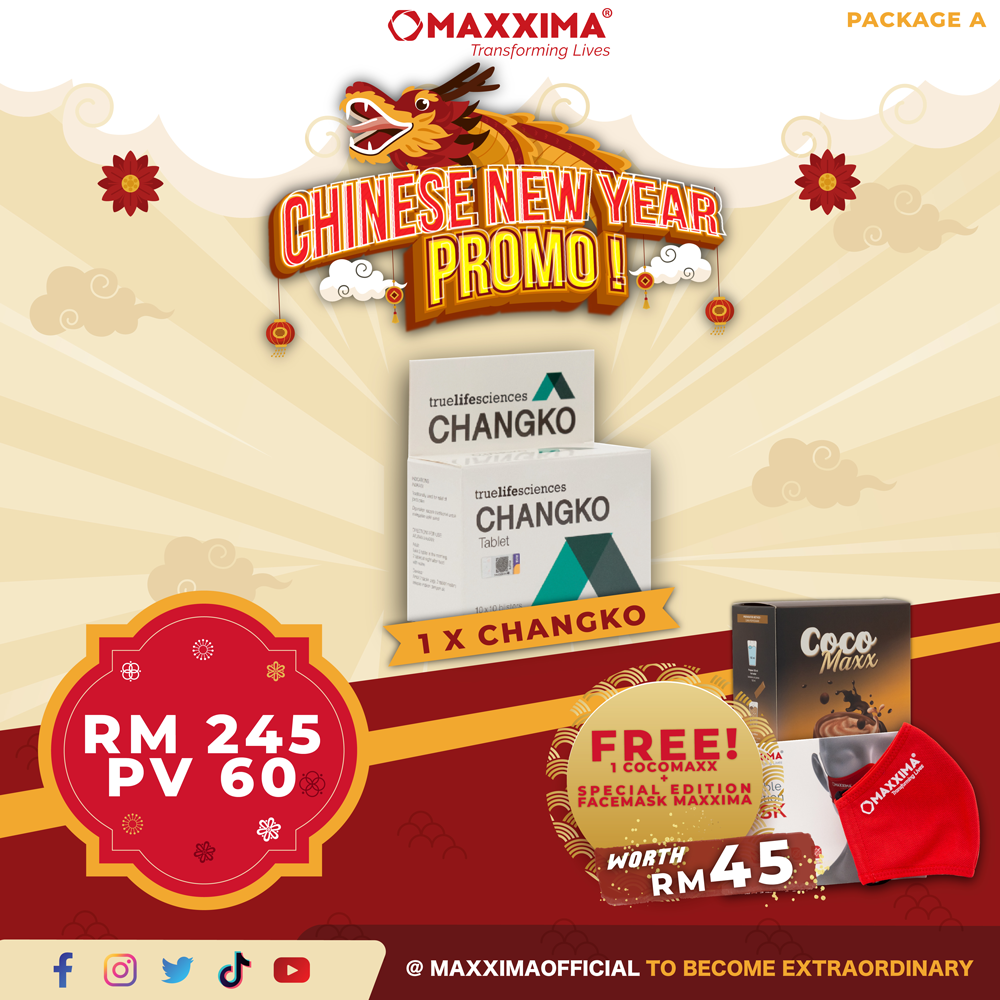 MAXXIMA®
Transforming Lives
PACKAGE A
CHINESE NEW YEAR
PROMO !
truelifesciences
CHANGKO
truelifesciences
CHANGKO
Tablet
1 X CHANGKO
RM 245
PV 60
Coco
Maxx
FREE!
1 COCOMAXX
+
SPECIAL EDITION
FACEMASK MAXXIMA
MAXXIMA®
Transforming Lives
WORTH
RM45
@ MAXXIMAOFFICIAL TO BECOME EXTRAORDINARY